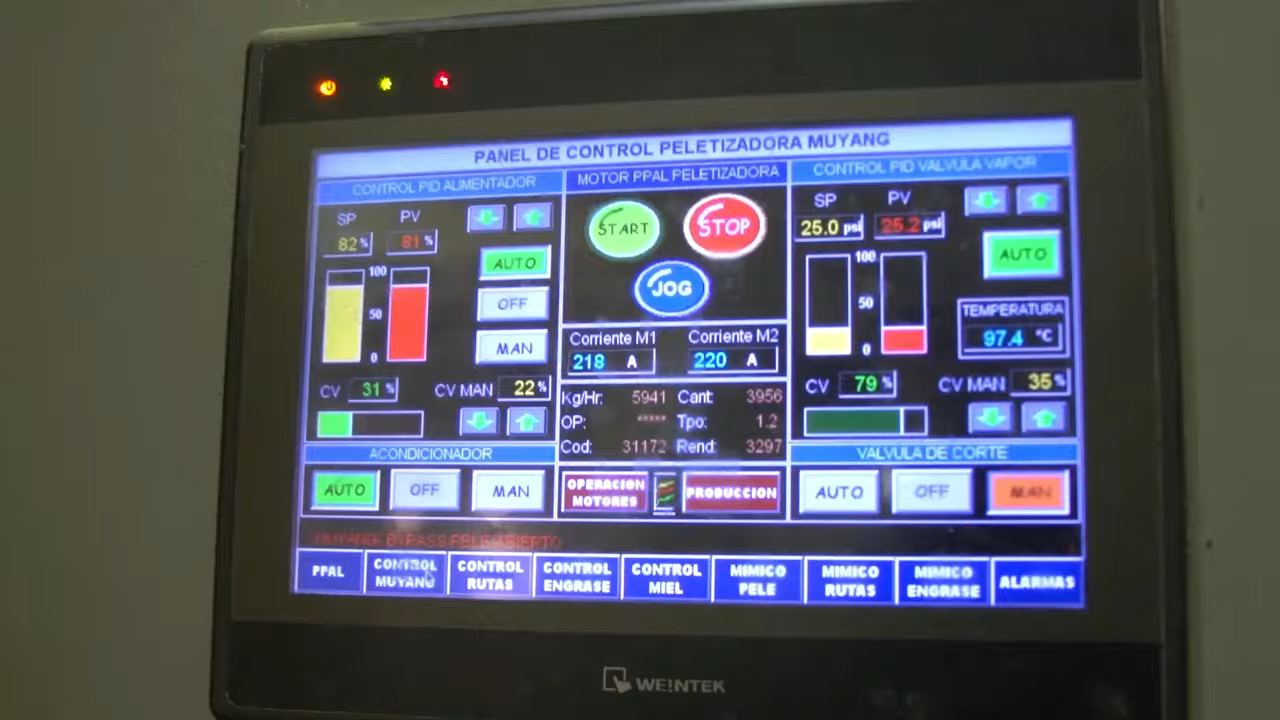 PANEL DE CONTROL PELETIZADORA MUYANG
CONTROL PID ALIMENTADOR
SP
PV
82 %
81 %
100
50
0
AUTO
OFF
MAN
CV 31 %
CV MAN 22 %
MOTOR PPAL PELETIZADORA
START
STOP
JOG
Corriente M1
Corriente M2
218 A
220 A
Kg/Hr: 5941 Cant: 3956
OP: ***** Tpo: 1.2
Cod: 31172 Rend: 3297
CONTROL PID VALVULA VAPOR
SP
PV
25.0 psi
25.2 psi
100
50
0
AUTO
TEMPERATURA
97.4 °C
CV 79 %
CV MAN 35 %
ACONDICIONADOR
AUTO
OFF
MAN
OPERACION
MOTORES
PRODUCCION
VALVULA DE CORTE
AUTO
OFF
MAN
MUYANG: BYPASS PELE ABIERTO
PPAL
CONTROL
MUYANG
CONTROL
RUTAS
CONTROL
ENGRASE
CONTROL
MIEL
MIMICO
PELE
MIMICO
RUTAS
MIMICO
ENGRASE
ALARMAS
WEINTEK